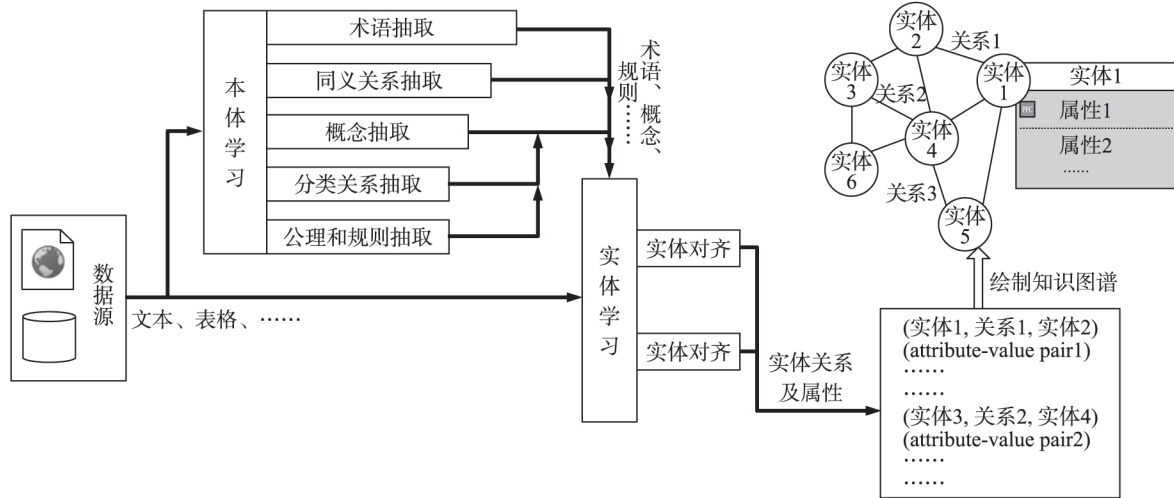 数据源
文本、表格、……
本体学习
术语抽取
同义关系抽取
概念抽取
分类关系抽取
公理和规则抽取
术语、概念、
规则……
实体学习
实体对齐
实体对齐
实体关系
及属性
(实体1, 关系1, 实体2)
(attribute-value pair1)
……
……
(实体3, 关系2, 实体4)
(attribute-value pair2)
……
……
绘制知识图谱
实体
2
关系1
实体
1
实体
3
关系2
实体
4
实体
6
关系3
实体
5
实体1
属性1
属性2
……